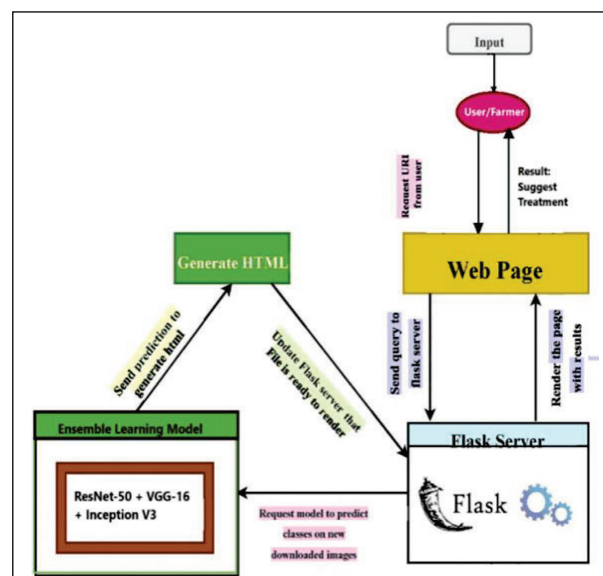 Input
User/Farmer
Request URI
from user
Result:
Suggest
Treatment
Generate HTML
Web Page
Send prediction to
generate html
Update Flask server that
File is ready to render
Send query to
flask server
Render the page
with results
Ensemble Learning Model
ResNet-50 + VGG-16
+ Inception V3
Flask Server
Flask
Request model to predict
classes on new
downloaded images